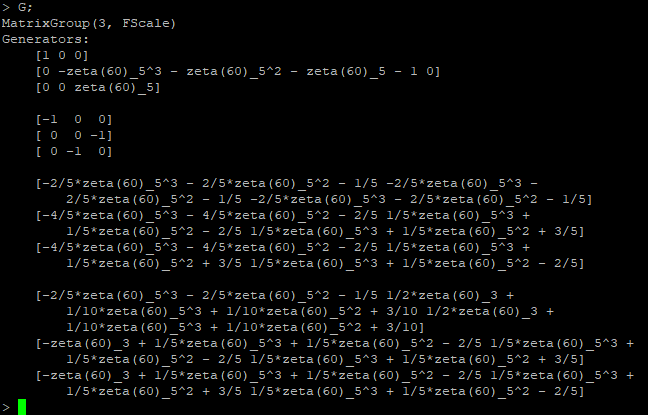 > G;
MatrixGroup(3, FScale)
Generators:
[1 0 0]
[0 -zeta(60)_5^3 - zeta(60)_5^2 - zeta(60)_5 - 1 0]
[0 0 zeta(60)_5]
[-1 0 0]
[ 0 0 -1]
[ 0 -1 0]
[-2/5*zeta(60)_5^3 - 2/5*zeta(60)_5^2 - 1/5 -2/5*zeta(60)_5^3 -
2/5*zeta(60)_5^2 - 1/5 -2/5*zeta(60)_5^3 - 2/5*zeta(60)_5^2 - 1/5]
[-4/5*zeta(60)_5^3 - 4/5*zeta(60)_5^2 - 2/5 1/5*zeta(60)_5^3 +
1/5*zeta(60)_5^2 - 2/5 1/5*zeta(60)_5^3 + 1/5*zeta(60)_5^2 + 3/5]
[-4/5*zeta(60)_5^3 - 4/5*zeta(60)_5^2 - 2/5 1/5*zeta(60)_5^3 +
1/5*zeta(60)_5^2 + 3/5 1/5*zeta(60)_5^3 + 1/5*zeta(60)_5^2 - 2/5]
[-2/5*zeta(60)_5^3 - 2/5*zeta(60)_5^2 - 1/5 1/2*zeta(60)_3 +
1/10*zeta(60)_5^3 + 1/10*zeta(60)_5^2 + 3/10 1/2*zeta(60)_3 +
1/10*zeta(60)_5^3 + 1/10*zeta(60)_5^2 + 3/10]
[-zeta(60)_3 + 1/5*zeta(60)_5^3 + 1/5*zeta(60)_5^2 - 2/5 1/5*zeta(60)_5^3 +
1/5*zeta(60)_5^2 - 2/5 1/5*zeta(60)_5^3 + 1/5*zeta(60)_5^2 + 3/5]
[-zeta(60)_3 + 1/5*zeta(60)_5^3 + 1/5*zeta(60)_5^2 - 2/5 1/5*zeta(60)_5^3 +
1/5*zeta(60)_5^2 + 3/5 1/5*zeta(60)_5^3 + 1/5*zeta(60)_5^2 - 2/5]
>